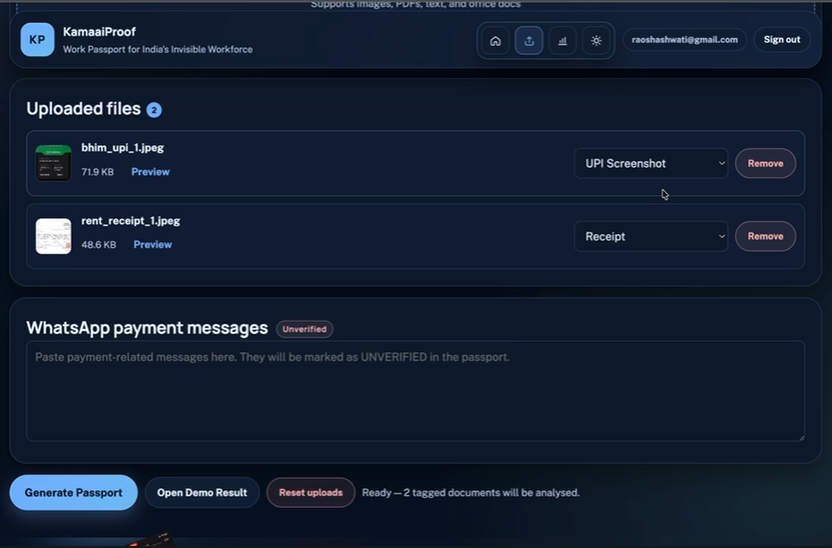 Supports images, PDFs, text, and office docs
KP
KamaaiProof
Work Passport for India's Invisible Workforce
raoshashwati@gmail.com
Sign out
Uploaded files 2
bhim_upi_1.jpeg
71.9 KB Preview
UPI Screenshot
Remove
rent_receipt_1.jpeg
48.6 KB Preview
Receipt
Remove
WhatsApp payment messages Unverified
Paste payment-related messages here. They will be marked as UNVERIFIED in the passport.
Generate Passport
Open Demo Result
Reset uploads
Ready — 2 tagged documents will be analysed.